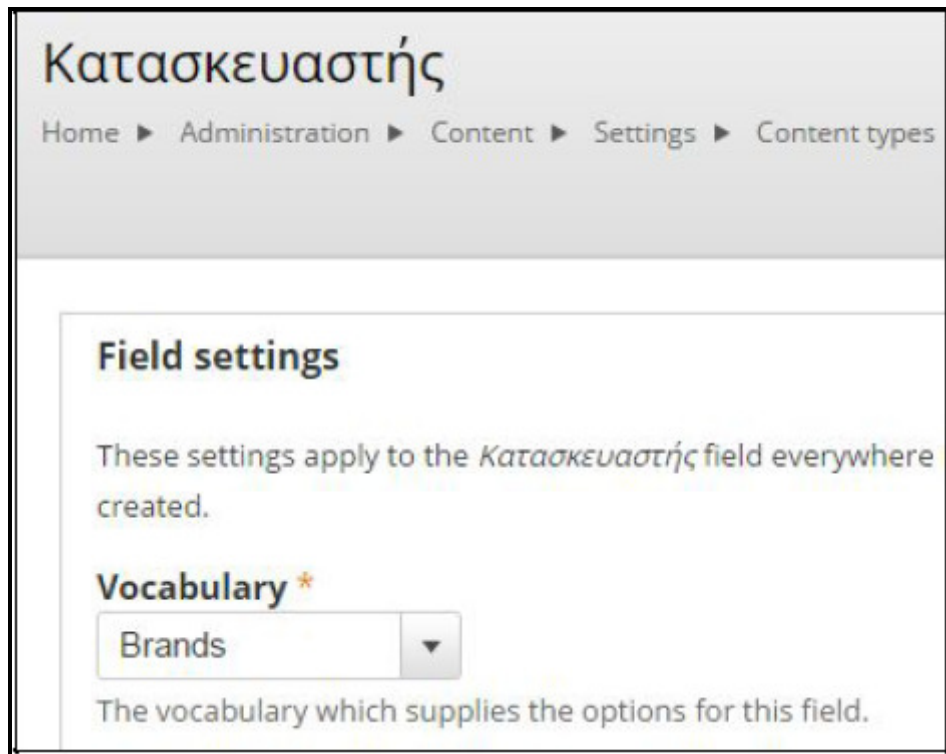 Κατασκευαστής
Home ▶ Administration ▶ Content ▶ Settings ▶ Content types
Field settings
These settings apply to the Κατασκευαστής field everywhere
created.
Vocabulary *
Brands
The vocabulary which supplies the options for this field.